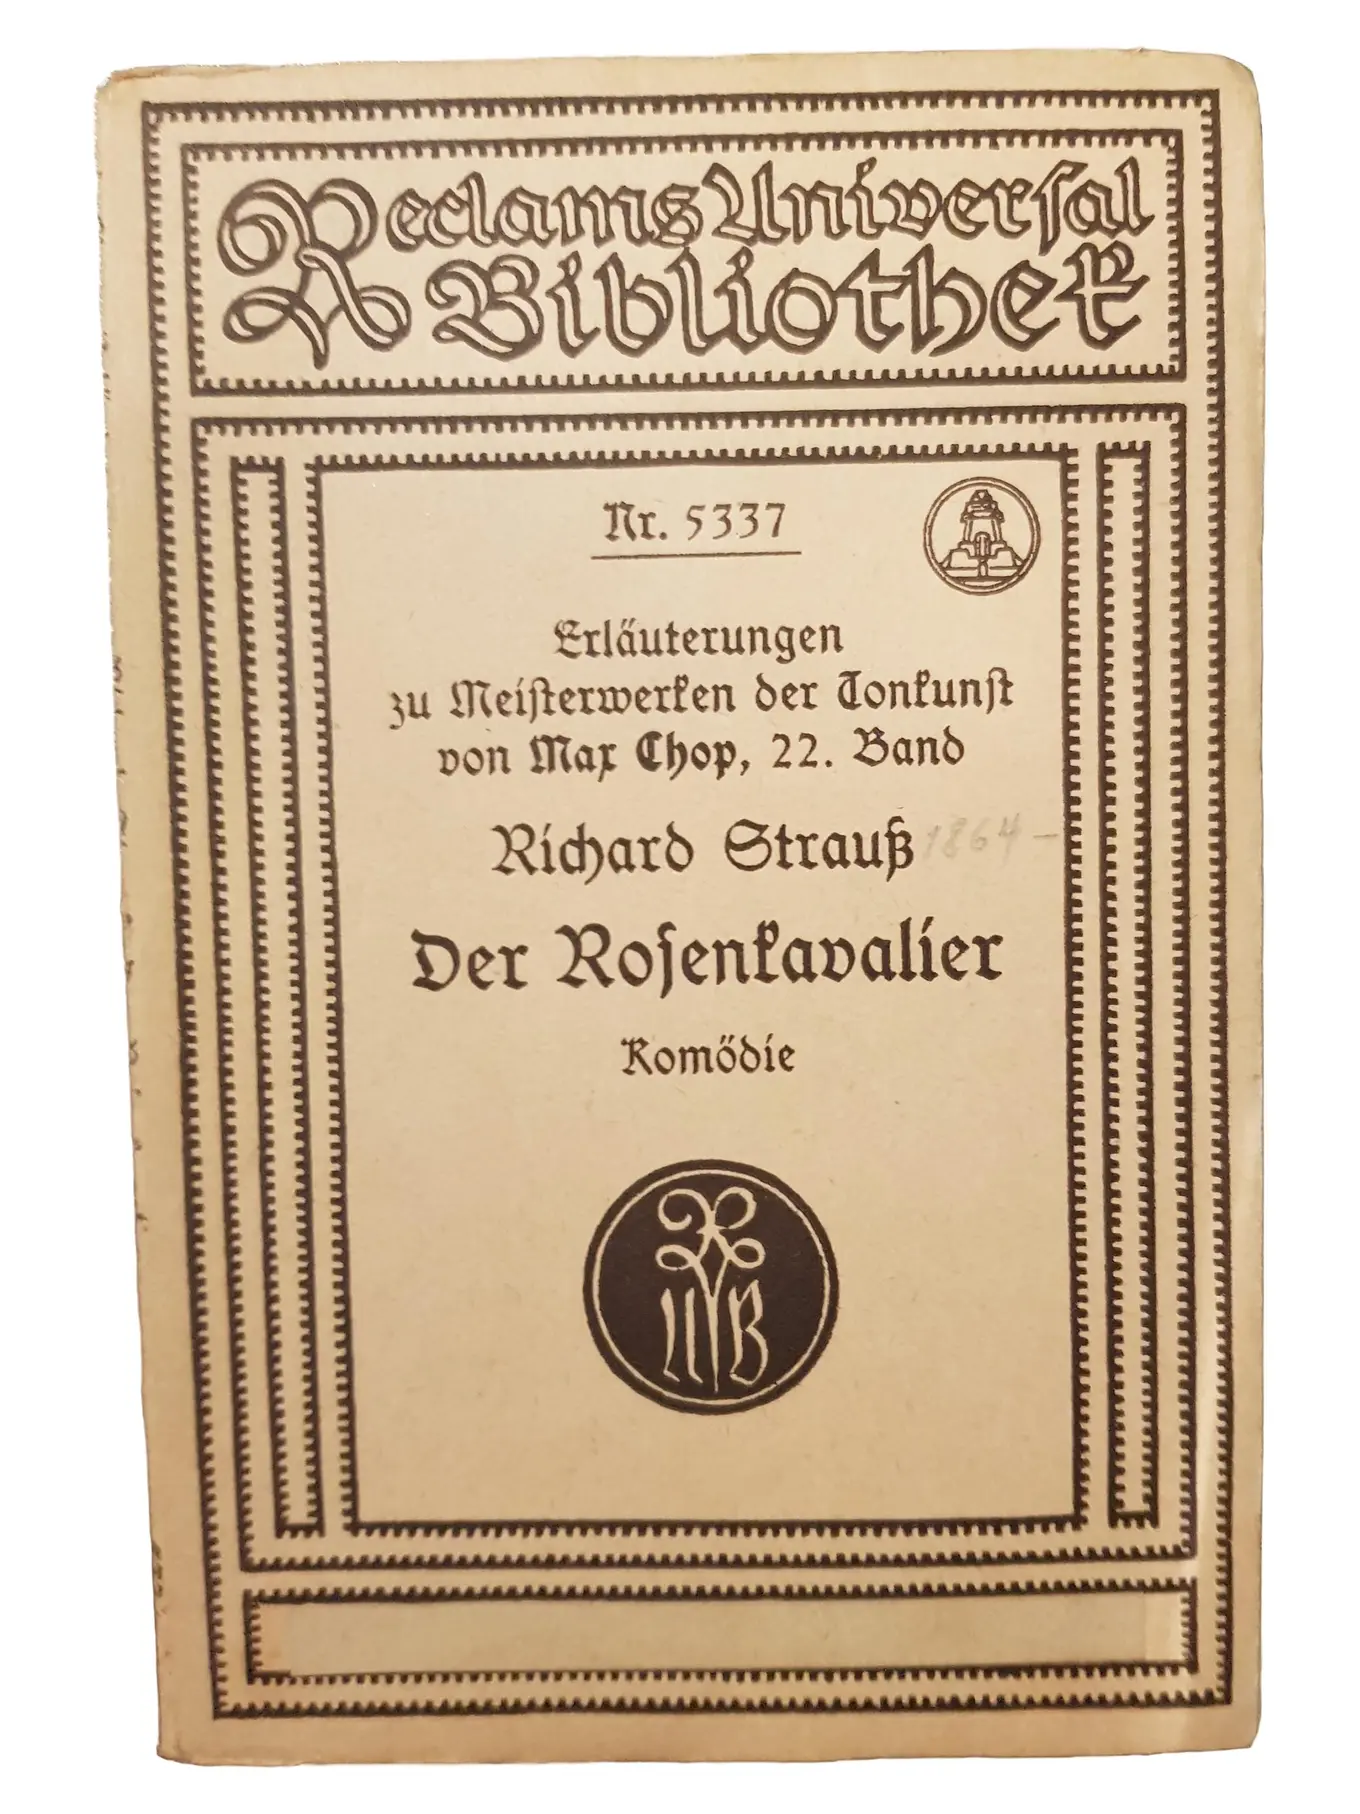 Reclams Universal
Bibliothek
Nr. 5337
Erläuterungen
zu Meisterwerken der Tonkunst
von Max Chop, 22. Band
Richard Strauß 1864 –
Der Rosenkavalier
Komödie
R
U B